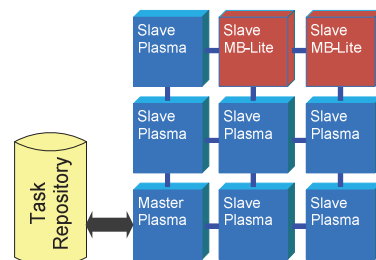 Slave
Plasma
Slave
MB-Lite
Slave
MB-Lite
Slave
Plasma
Slave
Plasma
Slave
Plasma
Task
Repository
Master
Plasma
Slave
Plasma
Slave
Plasma